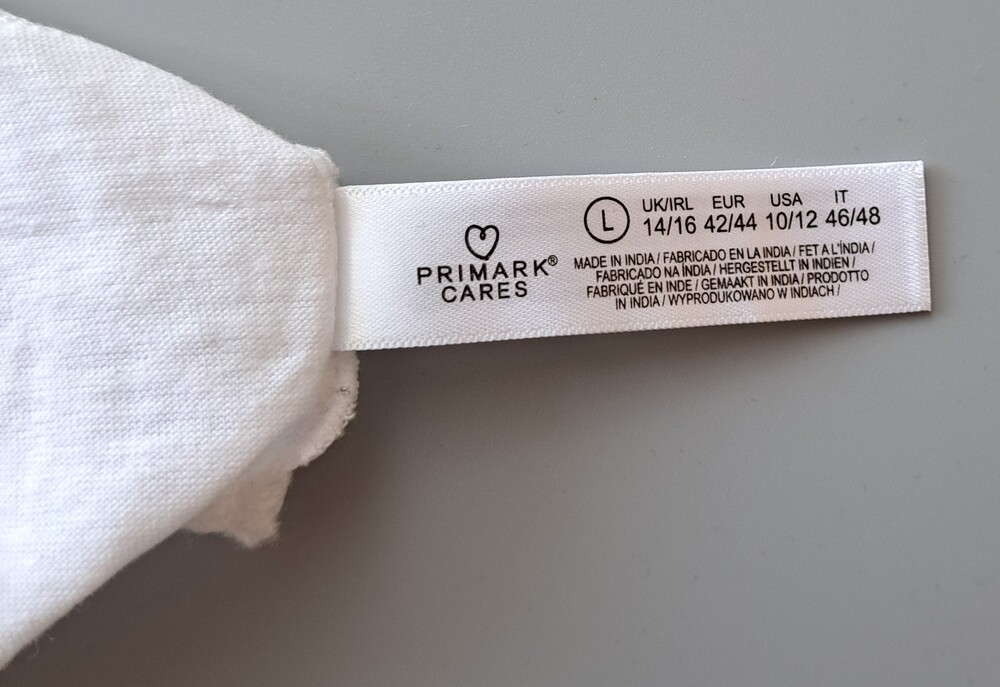 PRIMARK®
CARES
L
UK/IRL EUR USA IT
14/16 42/44 10/12 46/48
MADE IN INDIA / FABRICADO EN LA INDIA / FET A L'ÍNDIA /
FABRICADO NA ÍNDIA / HERGESTELLT IN INDIEN /
FABRIQUÉ EN INDE / GEMAAKT IN INDIA / PRODOTTO
IN INDIA / WYPRODUKOWANO W INDIACH /